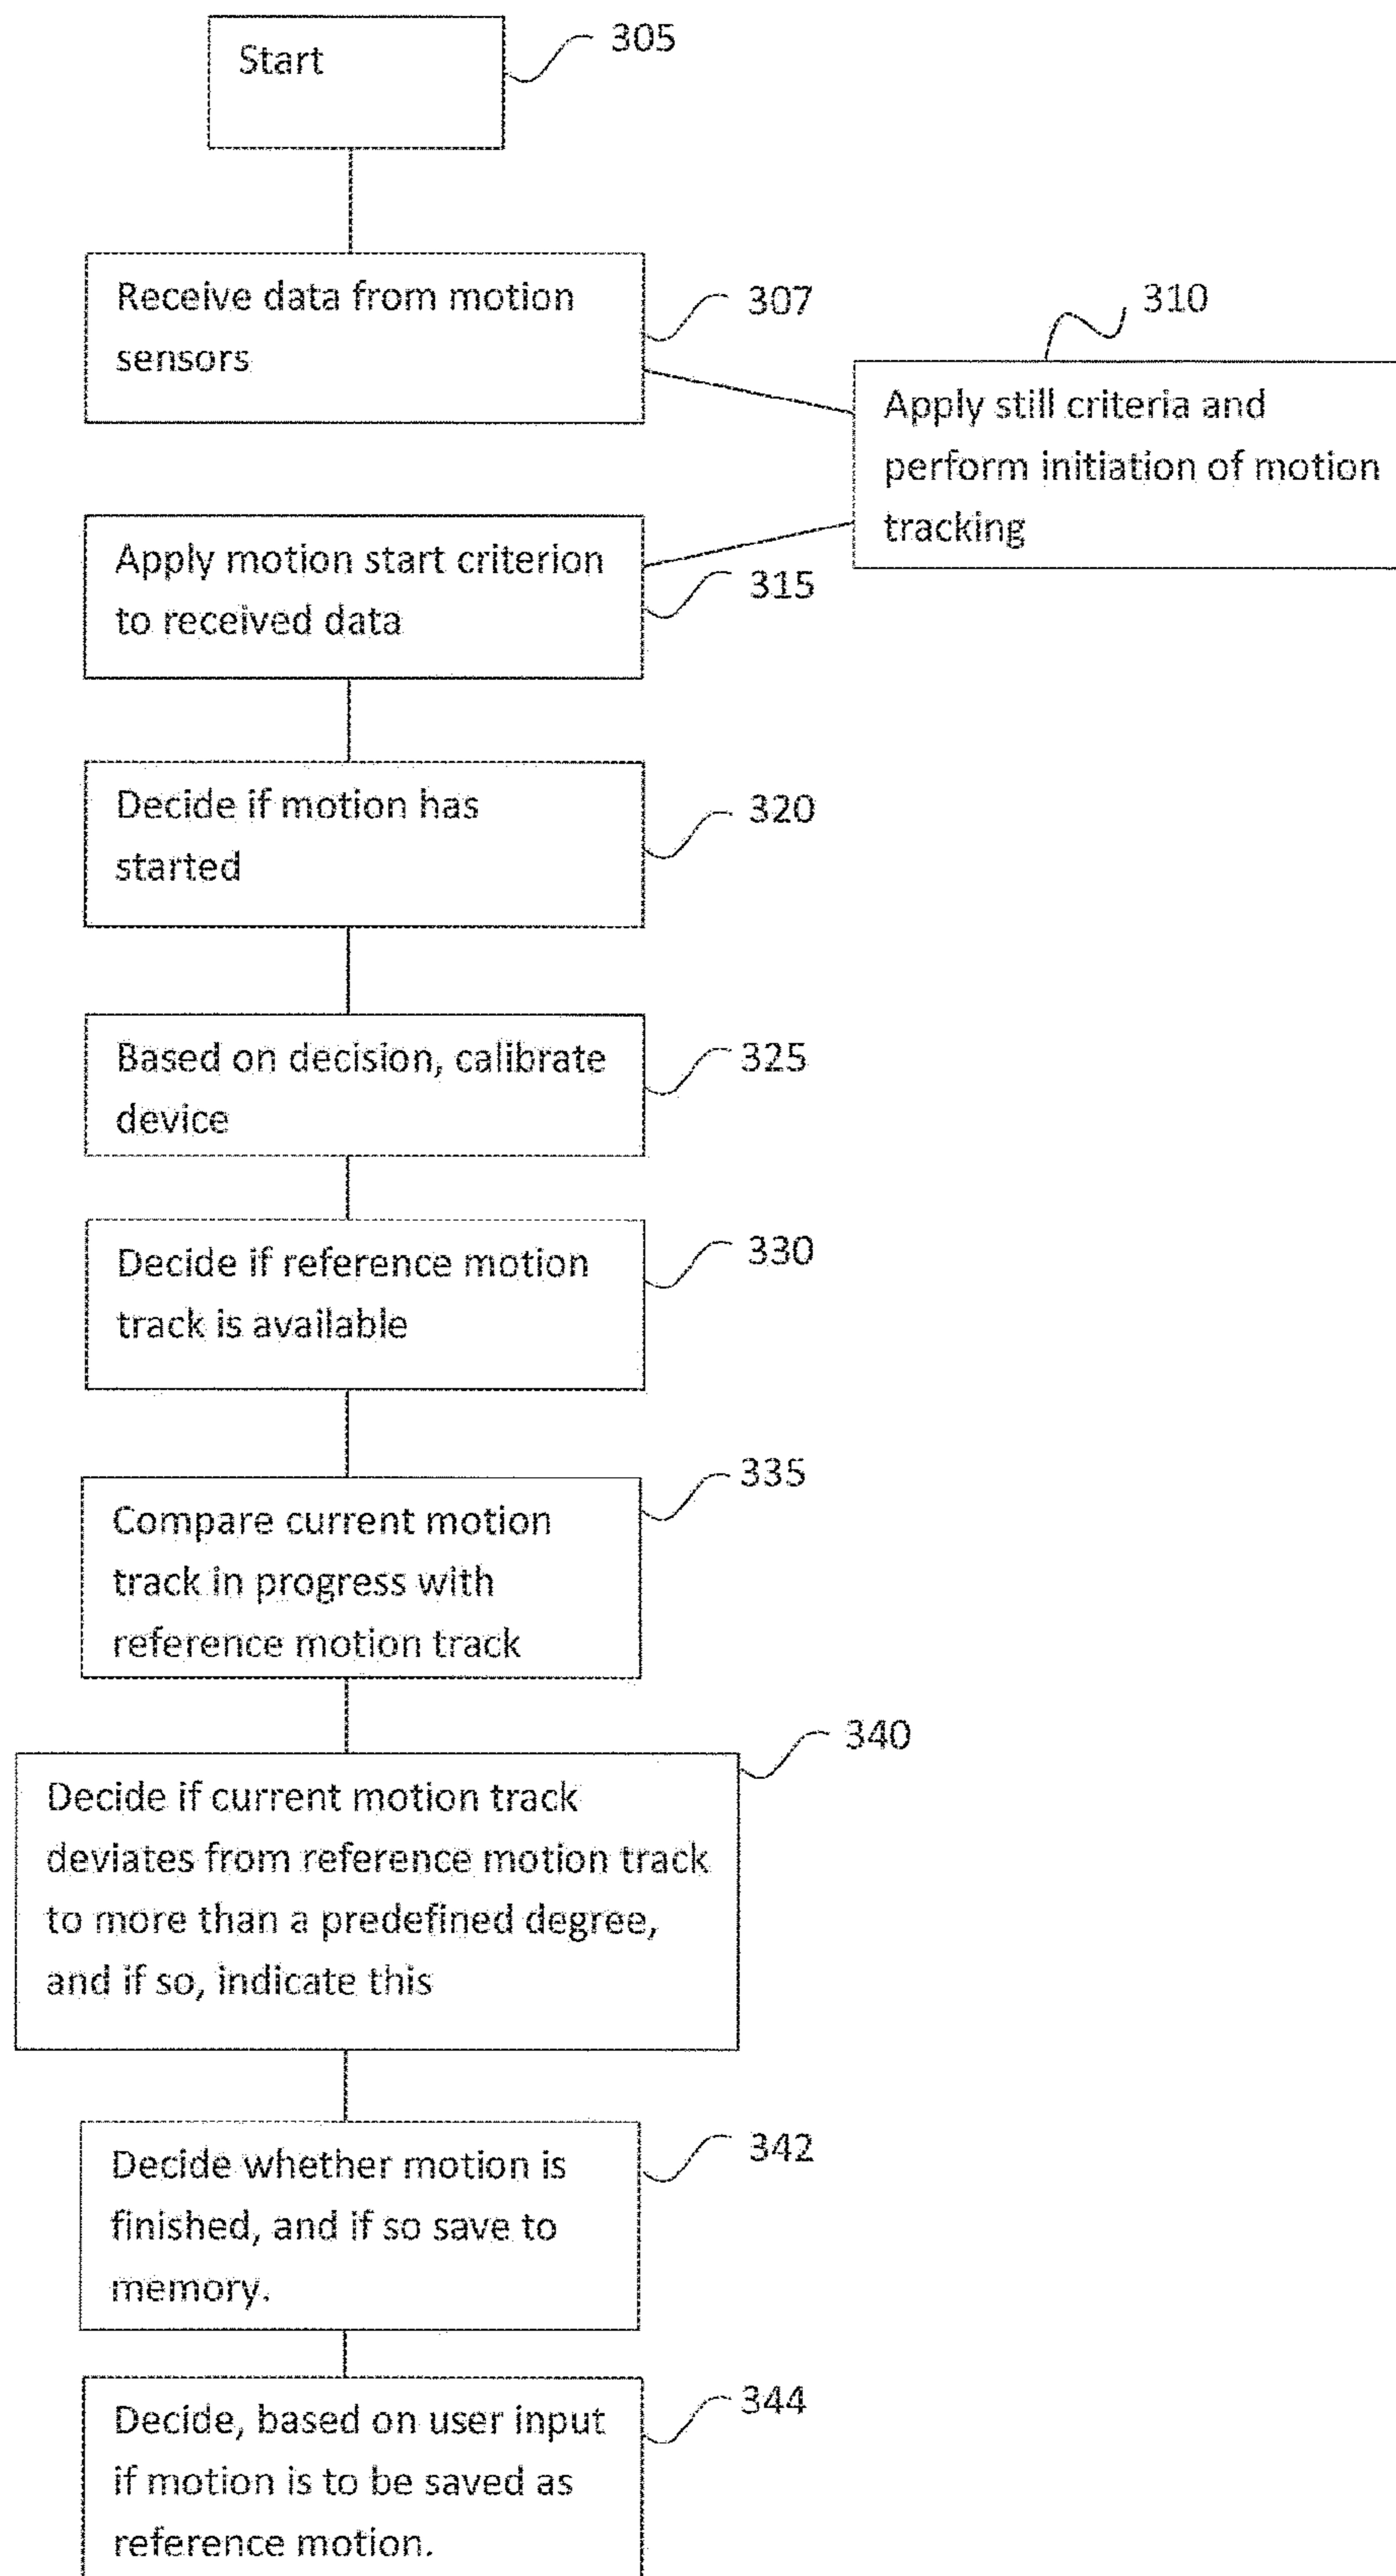 Start
305
Receive data from motion
sensors
307
310
Apply still criteria and
perform initiation of motion
tracking
Apply motion start criterion
to received data
315
Decide if motion has
started
320
Based on decision, calibrate
device
325
Decide if reference motion
track is available
330
Compare current motion
track in progress with
reference motion track
335
340
Decide if current motion track
deviates from reference motion track
to more than a predefined degree,
and if so, indicate this
Decide whether motion is
finished, and if so save to
memory.
342
Decide, based on user input
if motion is to be saved as
reference motion.
344